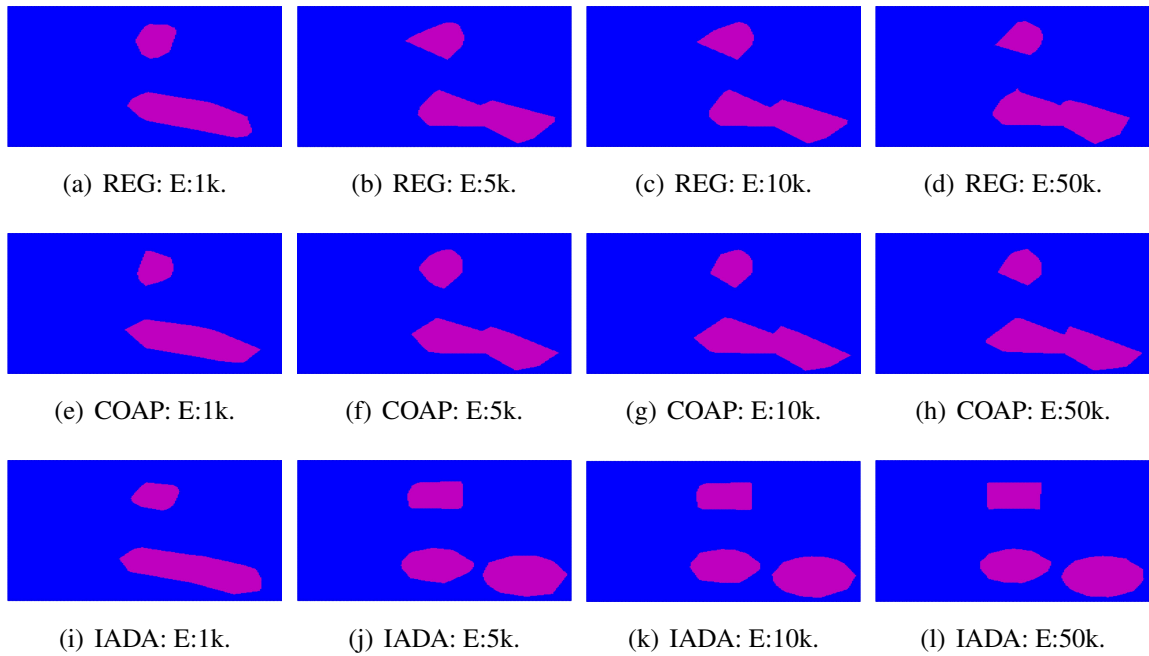 (a) REG: E:1k.
(b) REG: E:5k.
(c) REG: E:10k.
(d) REG: E:50k.
(e) COAP: E:1k.
(f) COAP: E:5k.
(g) COAP: E:10k.
(h) COAP: E:50k.
(i) IADA: E:1k.
(j) IADA: E:5k.
(k) IADA: E:10k.
(l) IADA: E:50k.